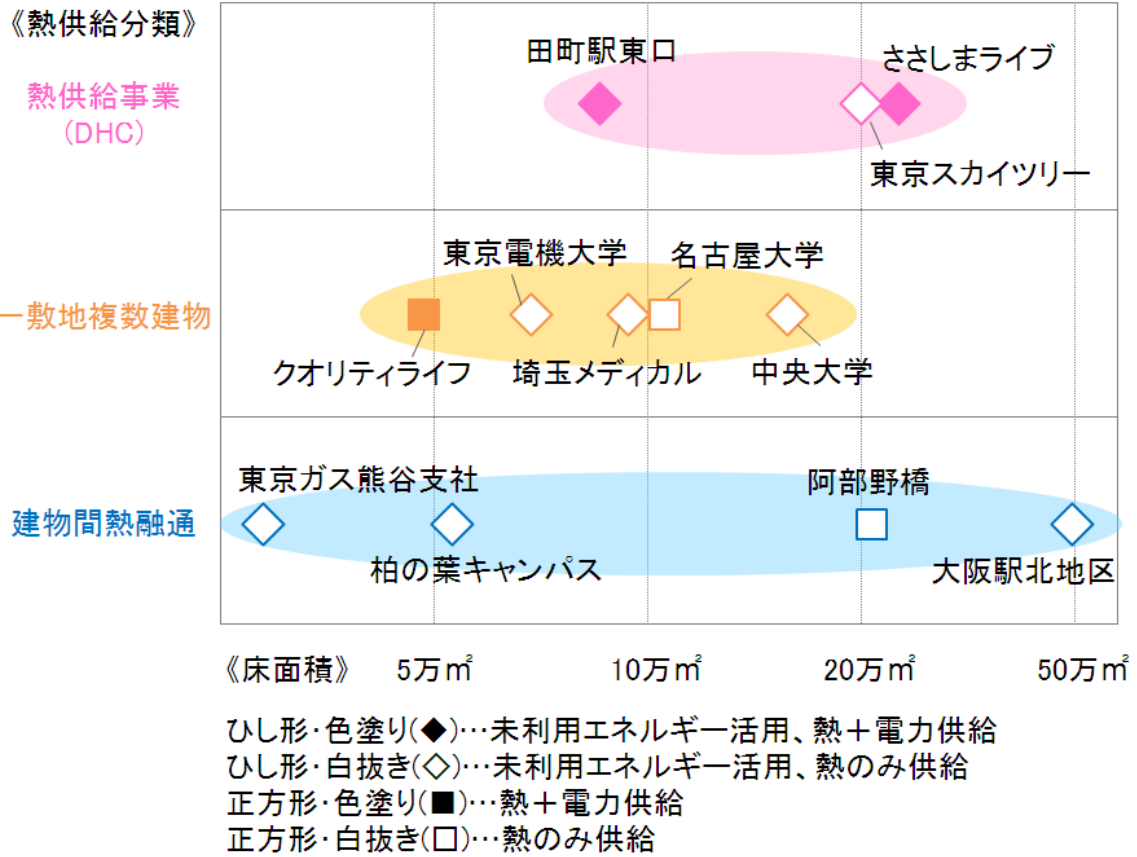 《熱供給分類》
熱供給事業
(DHC)
田町駅東口
ささしまライブ
東京スカイツリー
一敷地複数建物
東京電機大学
名古屋大学
クオリティライフ
埼玉メディカル
中央大学
建物間熱融通
東京ガス熊谷支社
阿部野橋
柏の葉キャンパス
大阪駅北地区
《床面積》 5万㎡ 10万㎡ 20万㎡ 50万㎡
ひし形・色塗り(◆)…未利用エネルギー活用、熱＋電力供給
ひし形・白抜き(◇)…未利用エネルギー活用、熱のみ供給
正方形・色塗り(■)…熱＋電力供給
正方形・白抜き(□)…熱のみ供給